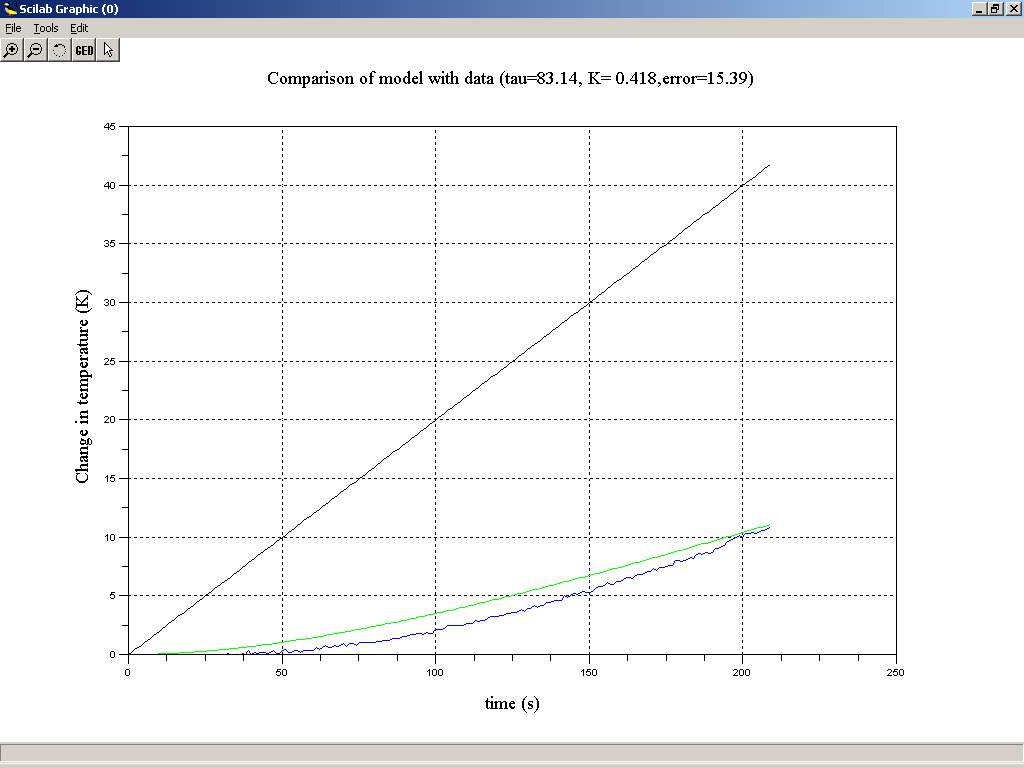 Scilab Graphic (0)
File Tools Edit
GED
Comparison of model with data (tau=83.14, K= 0.418,error=15.39)
45
40
35
30
25
20
15
10
5
0
Change in temperature (K)
0 50 100 150 200 250
time (s)